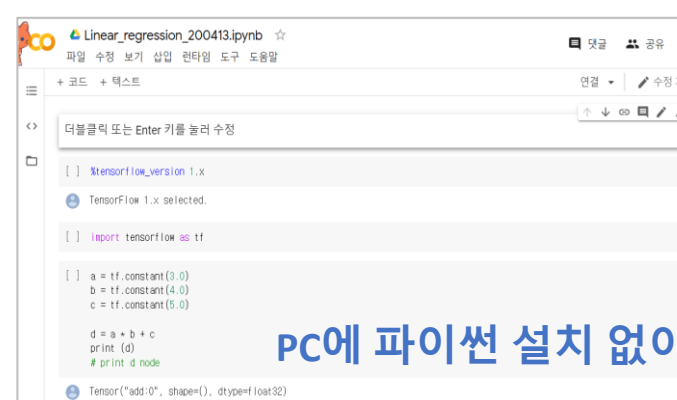 CO Linear_regression_200413.ipynb
댓글 공유
파일 수정 보기 삽입 런타임 도구 도움말
+ 코드 + 텍스트
연결 수정
더블클릭 또는 Enter 키를 눌러 수정
[ ] %tensorflow_version 1.x
TensorFlow 1.x selected.
[ ] import tensorflow as tf
[ ] a = tf.constant(3.0)
b = tf.constant(4.0)
c = tf.constant(5.0)
d = a * b + c
print (d)
# print d node
PC에 파이썬 설치 없이
Tensor("add:0", shape=(), dtype=float32)